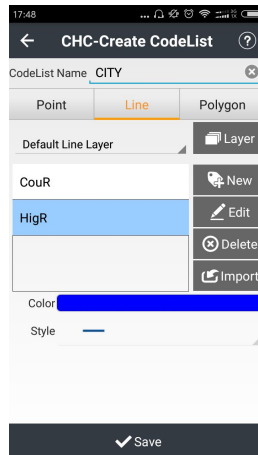 17:48 ...
CHC-Create CodeList ?
CodeList Name CITY
Point Line Polygon
Default Line Layer Layer
CouR New
HigR Edit
Delete
Import
Color
Style
Save